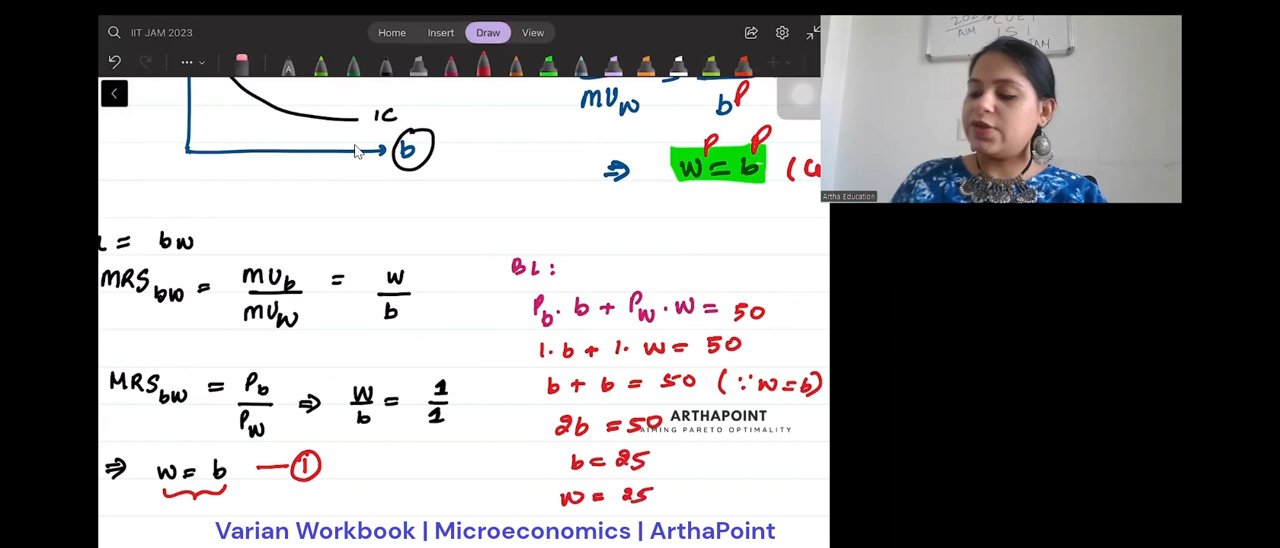 IIT JAM 2023
Home Insert Draw View
IC
b
MU_W
b^P
⇒ w^P = b^P
= bw
MRS_bw = MU_b / MU_W = w / b
MRS_bw = P_b / P_W ⇒ W / b = 1 / 1
⇒ w = b — ①
BL:
P_b . b + P_W . W = 50
1. b + 1. W = 50
b + b = 50 (∵ w = b)
2b = 50
b = 25
w = 25
ARTHAPOINT
AIMING PARETO OPTIMALITY
Artha Education
AIM
JAM
Varian Workbook | Microeconomics | ArthaPoint